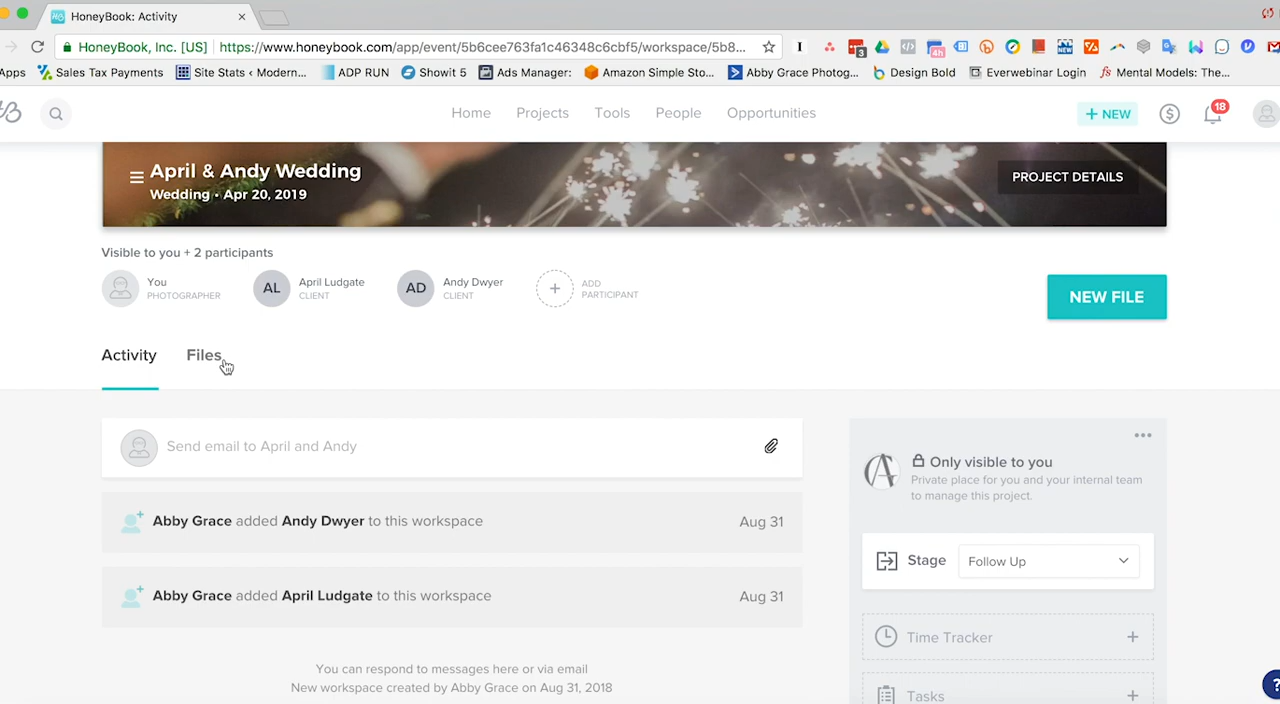 HoneyBook: Activity
HoneyBook, Inc. [US] https://www.honeybook.com/app/event/5b6cee763fa1c46348c6cbf5/workspace/5b8...
3
NEW
4h
Apps Sales Tax Payments Site Stats ‹ Modern... ADP RUN Showit 5 Ads Manager: Amazon Simple Sto... Abby Grace Photog... Design Bold Everwebinar Login fs Mental Models: The...
Home Projects Tools People Opportunities + NEW $ 18
April & Andy Wedding
Wedding • Apr 20, 2019
PROJECT DETAILS
Visible to you + 2 participants
You
PHOTOGRAPHER
AL
April Ludgate
CLIENT
AD
Andy Dwyer
CLIENT
+
ADD
PARTICIPANT
NEW FILE
Activity Files
Send email to April and Andy
Abby Grace added Andy Dwyer to this workspace Aug 31
Abby Grace added April Ludgate to this workspace Aug 31
You can respond to messages here or via email
New workspace created by Abby Grace on Aug 31, 2018
Only visible to you
Private place for you and your internal team
to manage this project.
Stage Follow Up
Time Tracker +
Tasks +
?